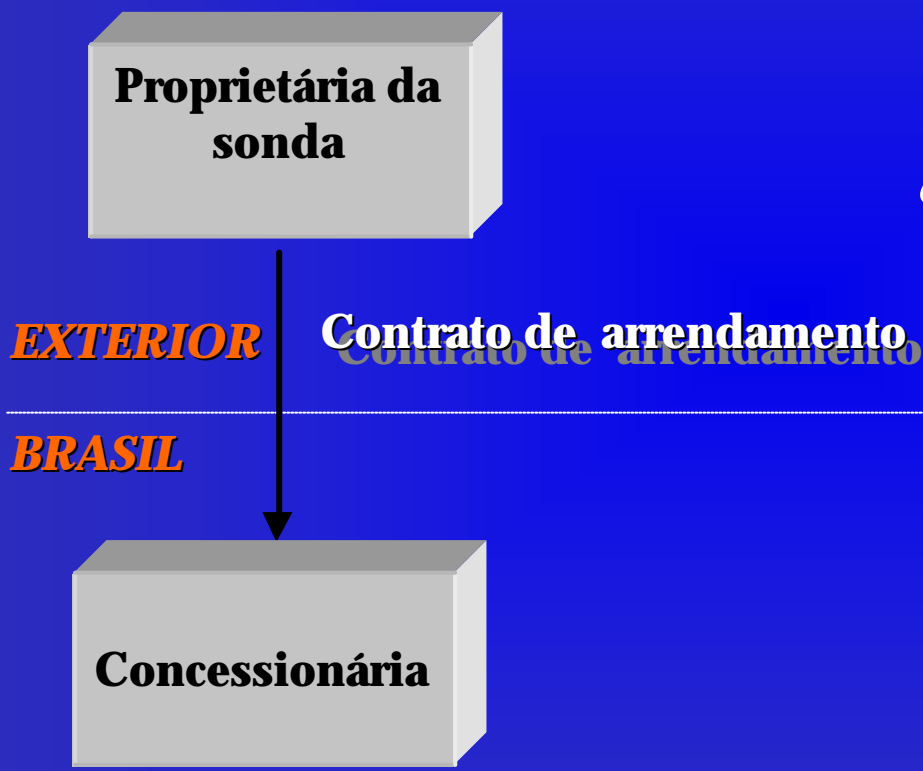 Proprietária da
sonda
EXTERIOR
Contrato de arrendamento
BRASIL
Concessionária